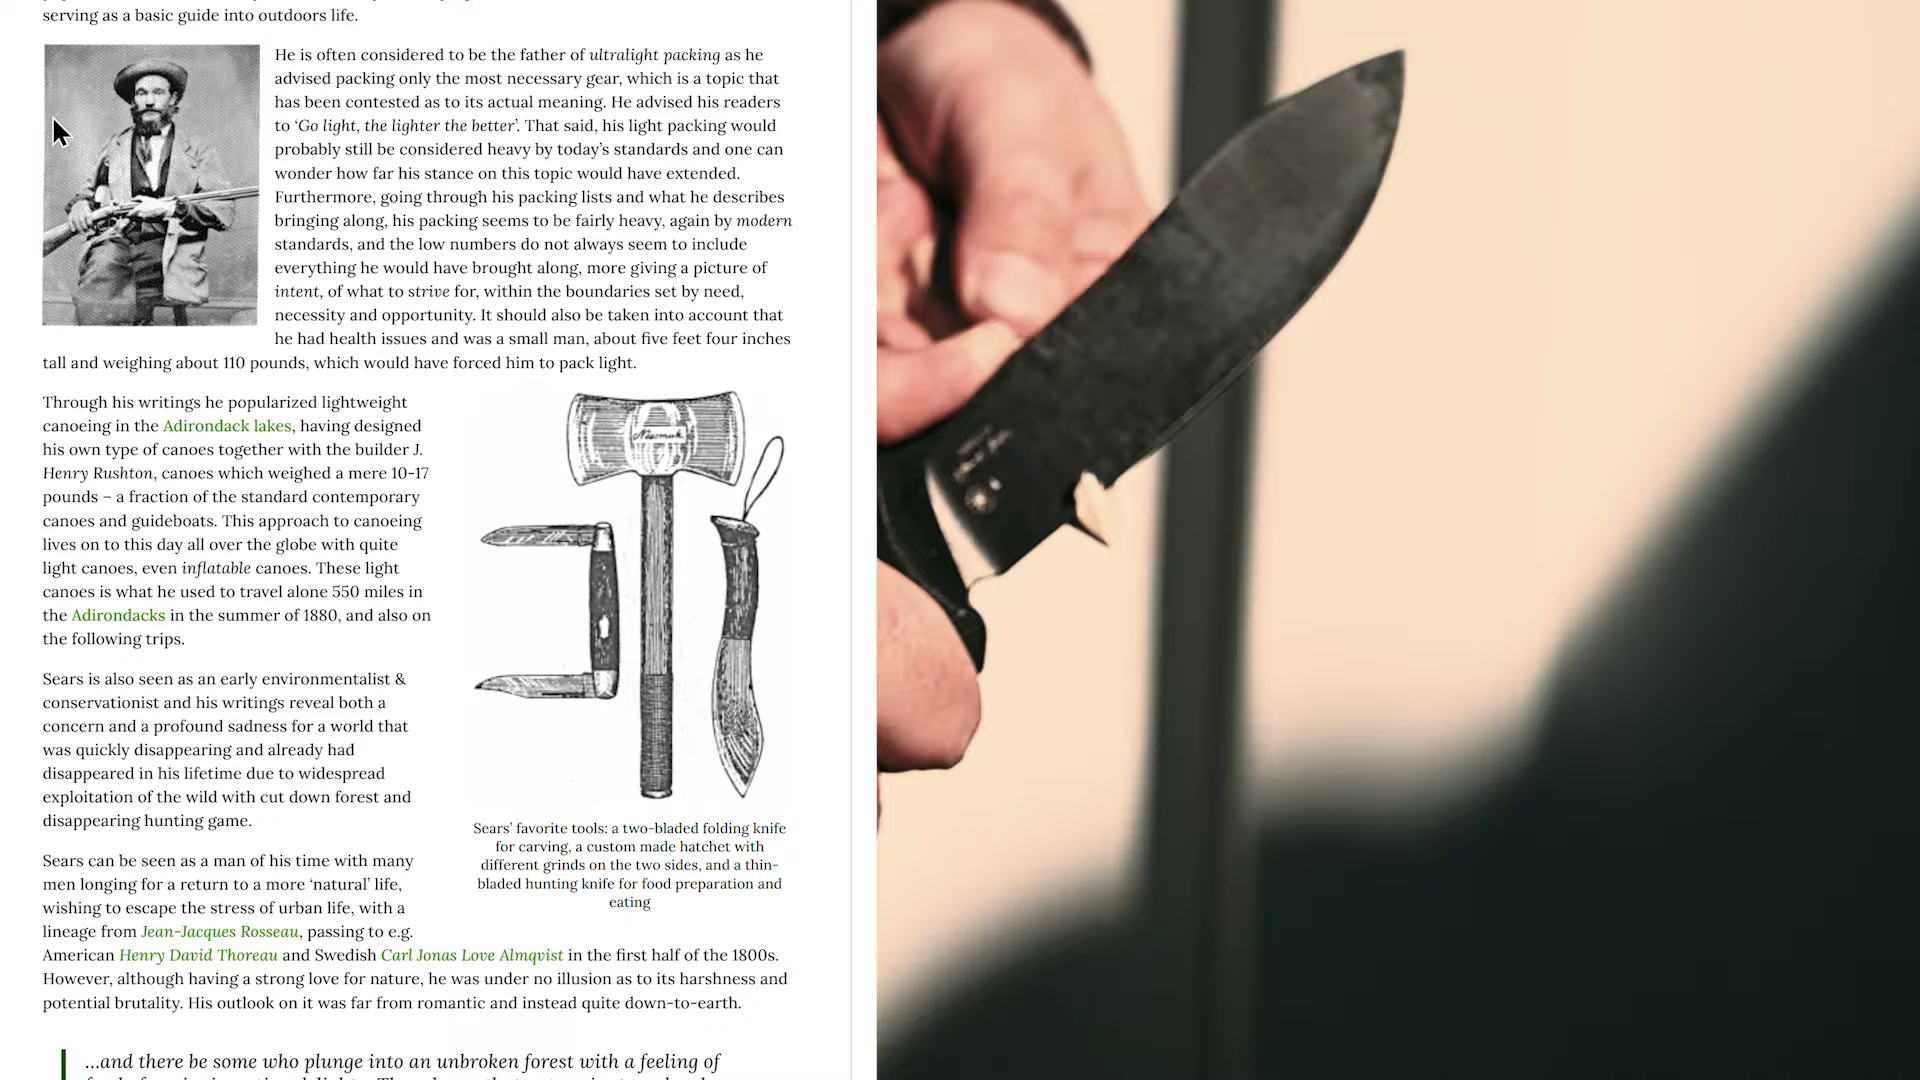 serving as a basic guide into outdoors life.
He is often considered to be the father of ultralight packing as he
advised packing only the most necessary gear, which is a topic that
has been contested as to its actual meaning. He advised his readers
to ‘Go light, the lighter the better’. That said, his light packing would
probably still be considered heavy by today’s standards and one can
wonder how far his stance on this topic would have extended.
Furthermore, going through his packing lists and what he describes
bringing along, his packing seems to be fairly heavy, again by modern
standards, and the low numbers do not always seem to include
everything he would have brought along, more giving a picture of
intent, of what to strive for, within the boundaries set by need,
necessity and opportunity. It should also be taken into account that
he had health issues and was a small man, about five feet four inches
tall and weighing about 110 pounds, which would have forced him to pack light.
Through his writings he popularized lightweight
canoeing in the Adirondack lakes, having designed
his own type of canoes together with the builder J.
Henry Rushton, canoes which weighed a mere 10-17
pounds – a fraction of the standard contemporary
canoes and guideboats. This approach to canoeing
lives on to this day all over the globe with quite
light canoes, even inflatable canoes. These light
canoes is what he used to travel alone 550 miles in
the Adirondacks in the summer of 1880, and also on
the following trips.
Sears is also seen as an early environmentalist &
conservationist and his writings reveal both a
concern and a profound sadness for a world that
was quickly disappearing and already had
disappeared in his lifetime due to widespread
exploitation of the wild with cut down forest and
disappearing hunting game.
Nessmuk
Sears’ favorite tools: a two-bladed folding knife
for carving, a custom made hatchet with
different grinds on the two sides, and a thin-
bladed hunting knife for food preparation and
eating
Sears can be seen as a man of his time with many
men longing for a return to a more ‘natural’ life,
wishing to escape the stress of urban life, with a
lineage from Jean-Jacques Rosseau, passing to e.g.
American Henry David Thoreau and Swedish Carl Jonas Love Almqvist in the first half of the 1800s.
However, although having a strong love for nature, he was under no illusion as to its harshness and
potential brutality. His outlook on it was far from romantic and instead quite down-to-earth.
...and there be some who plunge into an unbroken forest with a feeling of